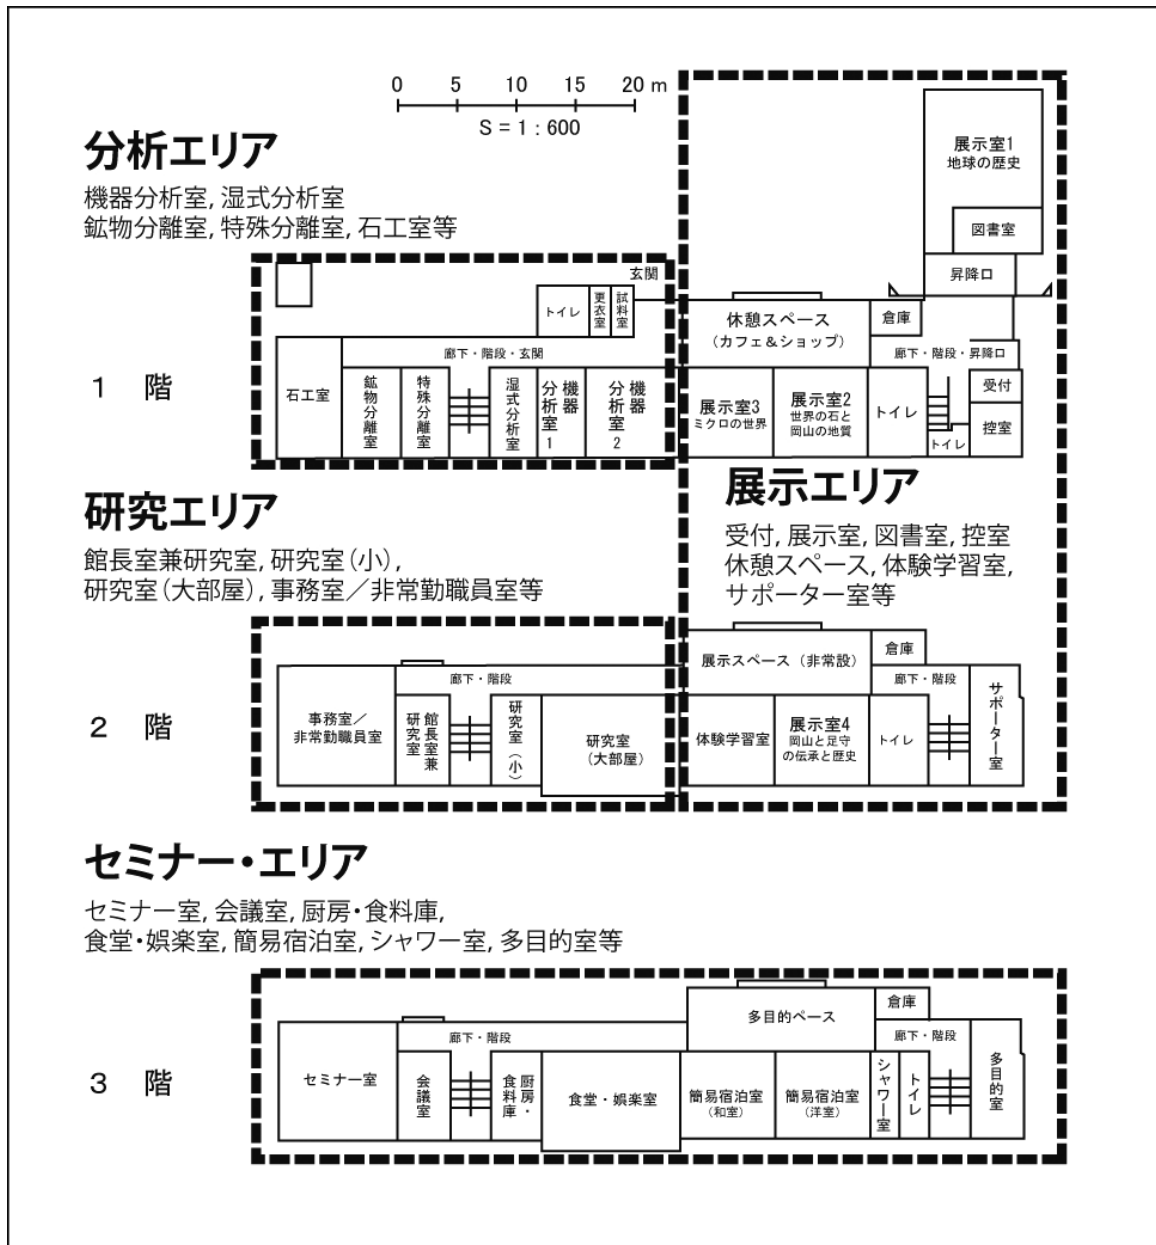 0 5 10 15 20 m
S = 1 : 600
分析エリア
機器分析室, 湿式分析室
鉱物分離室, 特殊分離室, 石工室等
展示室1
地球の歴史
図書室
昇降口
玄関
トイレ
更衣室
試料室
休憩スペース
(カフェ＆ショップ)
倉庫
廊下・階段・玄関
廊下・階段・昇降口
1 階
石工室
鉱物分離室
特殊分離室
湿式分析室
機器
分析室1
機器
分析室2
展示室3
ミクロの世界
展示室2
世界の石と
岡山の地質
トイレ
受付
控室
トイレ
研究エリア
館長室兼研究室, 研究室(小),
研究室(大部屋), 事務室／非常勤職員室等
展示エリア
受付, 展示室, 図書室, 控室
休憩スペース, 体験学習室,
サポーター室等
展示スペース (非常設)
倉庫
廊下・階段
廊下・階段
2 階
事務室／
非常勤職員室
館長室兼
研究室
研究室(小)
研究室
(大部屋)
体験学習室
展示室4
岡山と足守
の伝承と歴史
トイレ
サポーター室
セミナー・エリア
セミナー室, 会議室, 厨房・食料庫,
食堂・娯楽室, 簡易宿泊室, シャワー室, 多目的室等
多目的ペース
倉庫
廊下・階段
廊下・階段
3 階
セミナー室
会議室
厨房・
食料庫
食堂・娯楽室
簡易宿泊室
(和室)
簡易宿泊室
(洋室)
シャワー室
トイレ
多目的室